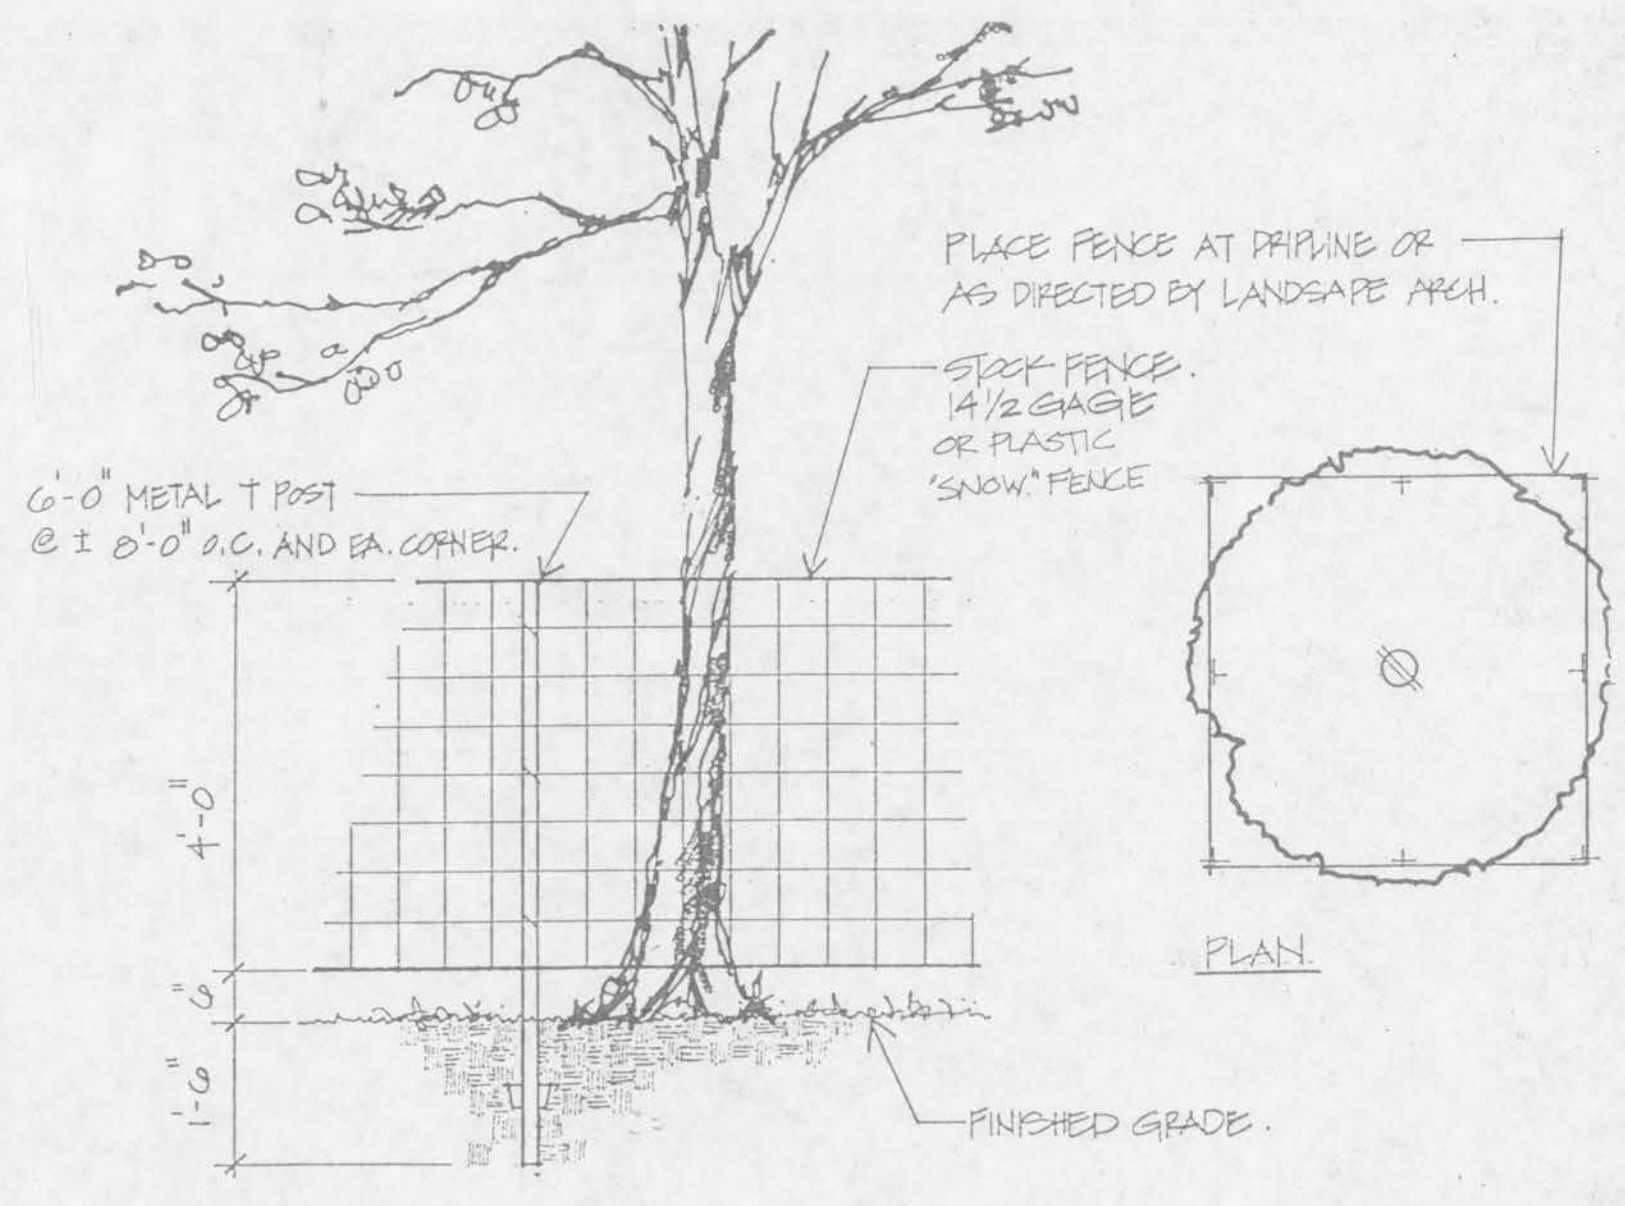 PLACE FENCE AT DRIPLINE OR
AS DIRECTED BY LANDSAPE ARCH.
STOCK FENCE.
14 1/2 GAGE
OR PLASTIC
"SNOW." FENCE
6'-0" METAL T POST
@ ± 8'-0" O.C. AND EA. CORNER.
4'-0"
6"
1'-6"
FINISHED GRADE.
PLAN